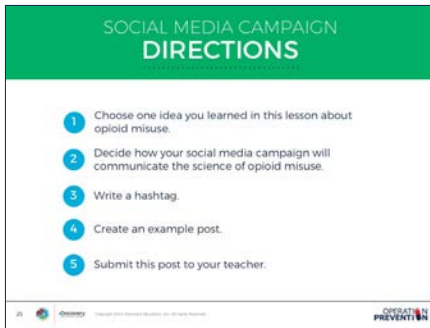 SOCIAL MEDIA CAMPAIGN
DIRECTIONS
1 Choose one idea you learned in this lesson about
opioid misuse.
2 Decide how your social media campaign will
communicate the science of opioid misuse.
3 Write a hashtag.
4 Create an example post.
5 Submit this post to your teacher.
OPERATION
PREVENTION